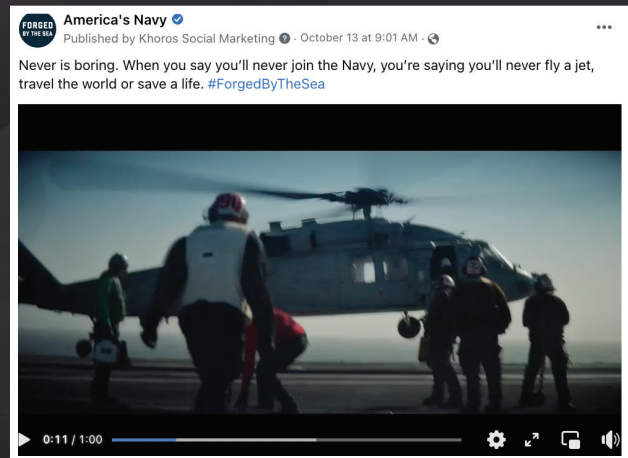 FORGED
BY THE SEA
America's Navy
Published by Khoros Social Marketing ? · October 13 at 9:01 AM ·
Never is boring. When you say you'll never join the Navy, you're saying you'll never fly a jet,
travel the world or save a life. #ForgedByTheSea
0:11 / 1:00